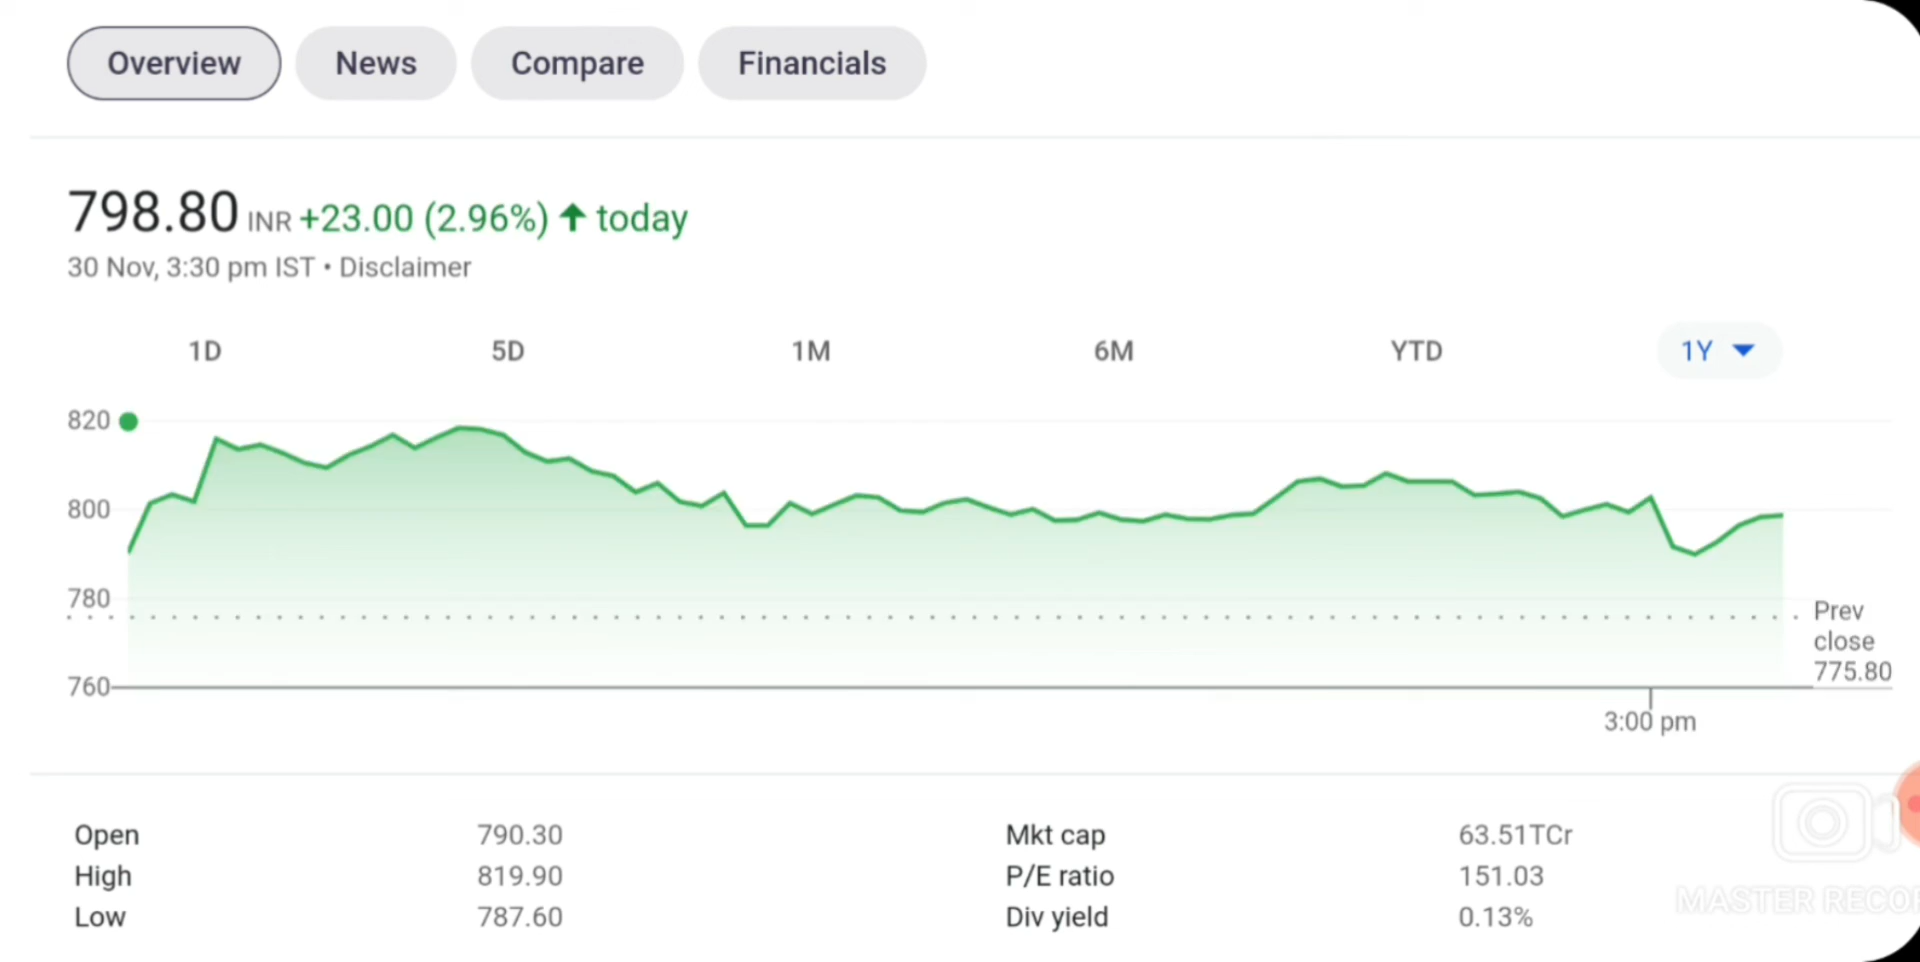 Overview News Compare Financials
798.80 INR +23.00 (2.96%) ↑ today
30 Nov, 3:30 pm IST • Disclaimer
1D 5D 1M 6M YTD 1Y
820
800
780
760
Prev
close
775.80
3:00 pm
Open 790.30 Mkt cap 63.51TCr
High 819.90 P/E ratio 151.03
Low 787.60 Div yield 0.13%
MASTER